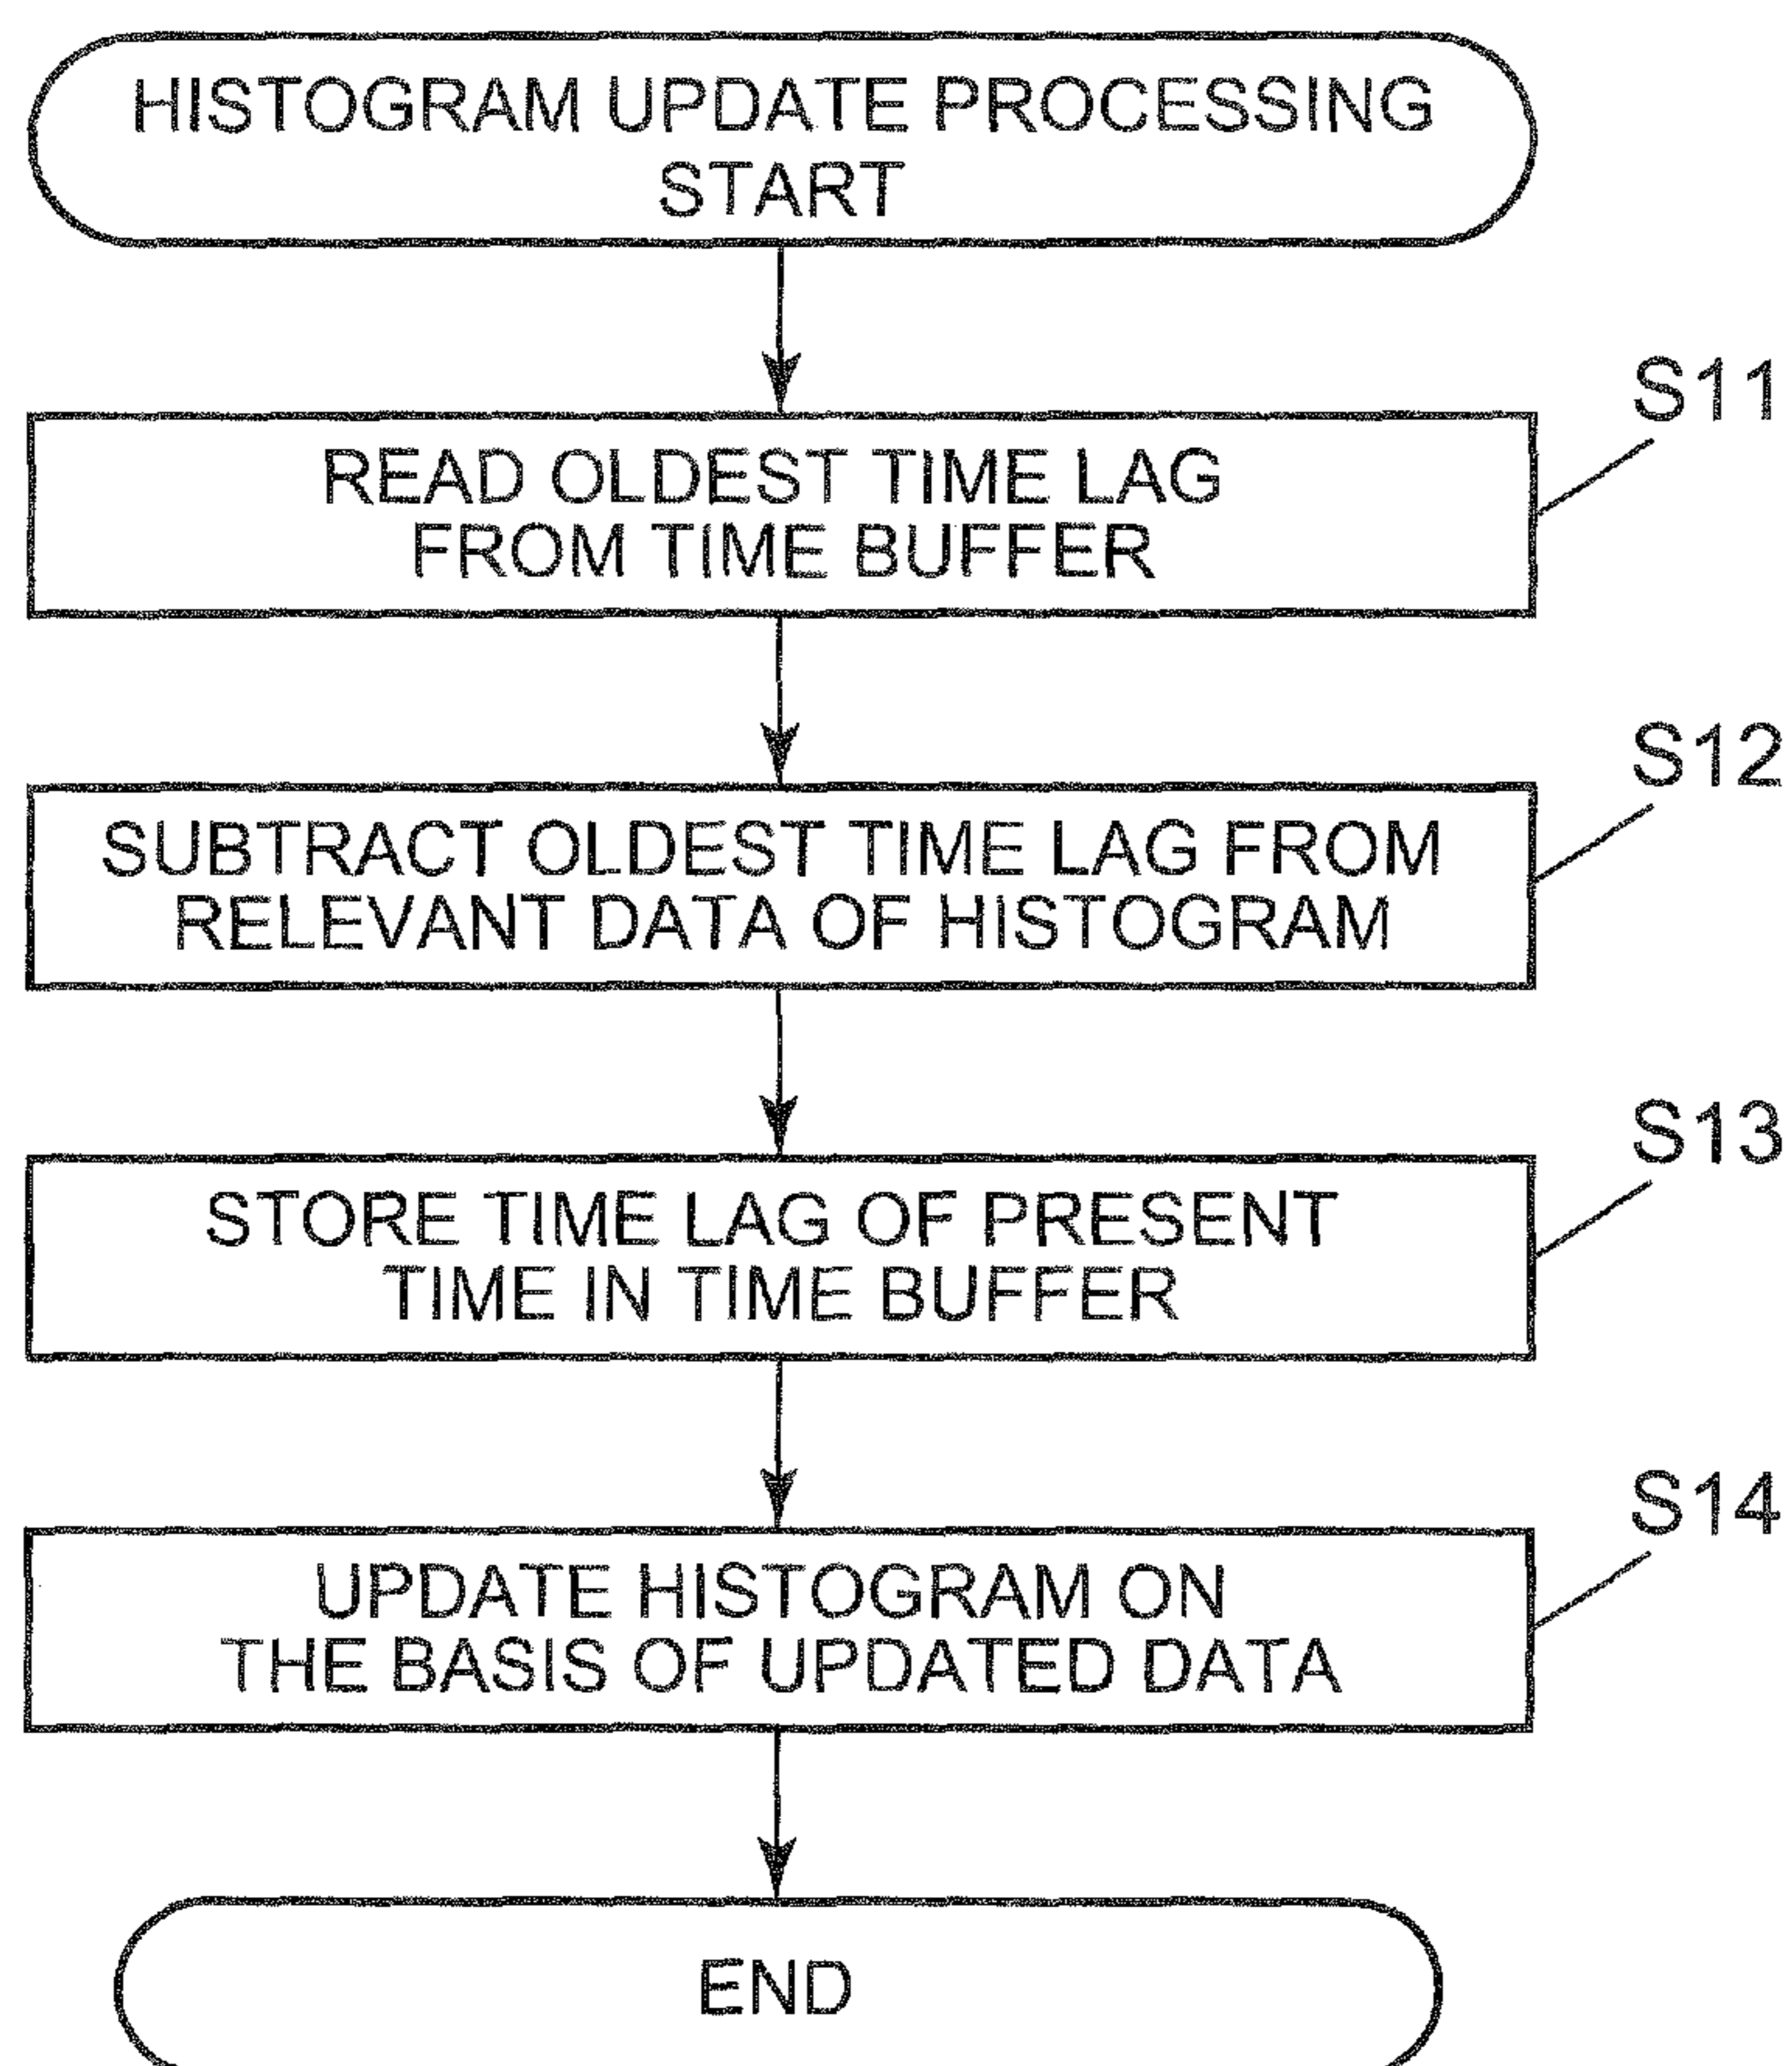 HISTOGRAM UPDATE PROCESSING
START
S11
READ OLDEST TIME LAG
FROM TIME BUFFER
S12
SUBTRACT OLDEST TIME LAG FROM
RELEVANT DATA OF HISTOGRAM
S13
STORE TIME LAG OF PRESENT
TIME IN TIME BUFFER
S14
UPDATE HISTOGRAM ON
THE BASIS OF UPDATED DATA
END